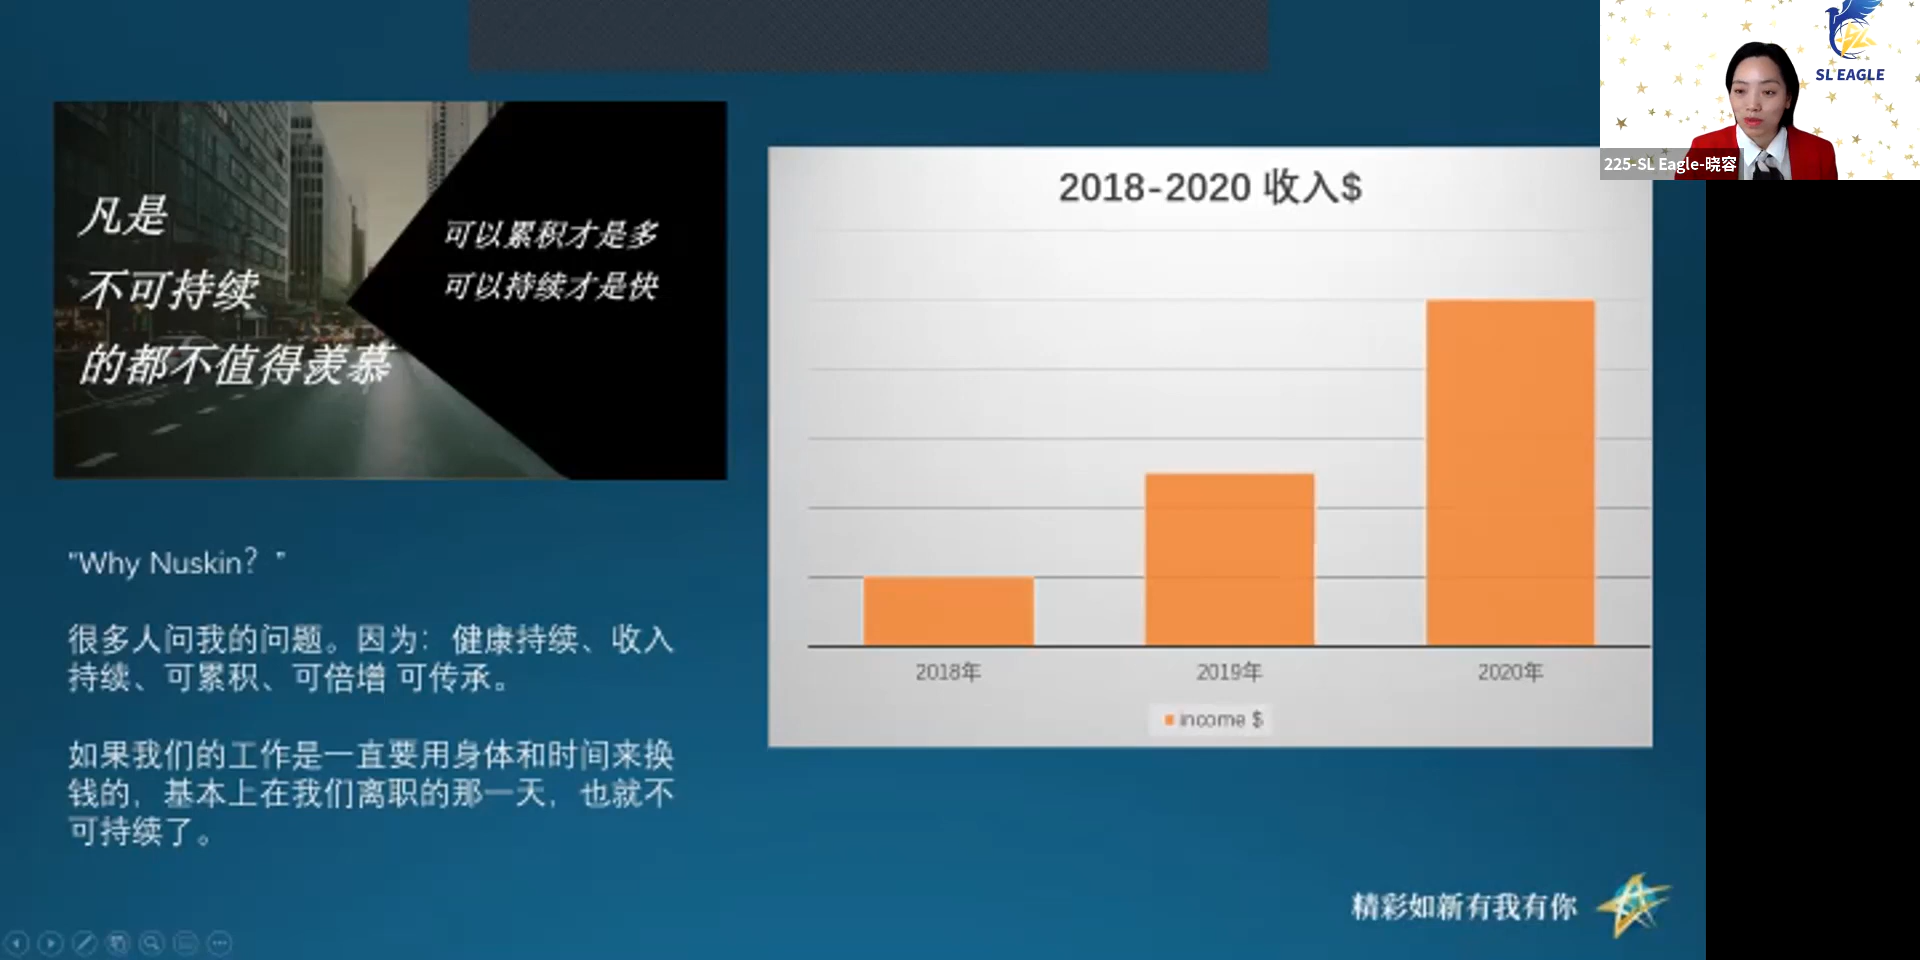 凡是
不可持续
的都不值得羡慕
可以累积才是多
可以持续才是快
"Why Nuskin？"
很多人问我的问题。因为：健康持续、收入
持续、可累积、可倍增 可传承。
如果我们的工作是一直要用身体和时间来换
钱的，基本上在我们离职的那一天，也就不
可持续了。
2018-2020 收入$
2018年
2019年
2020年
income $
精彩如新有我有你
SL EAGLE
225-SL Eagle-晓容